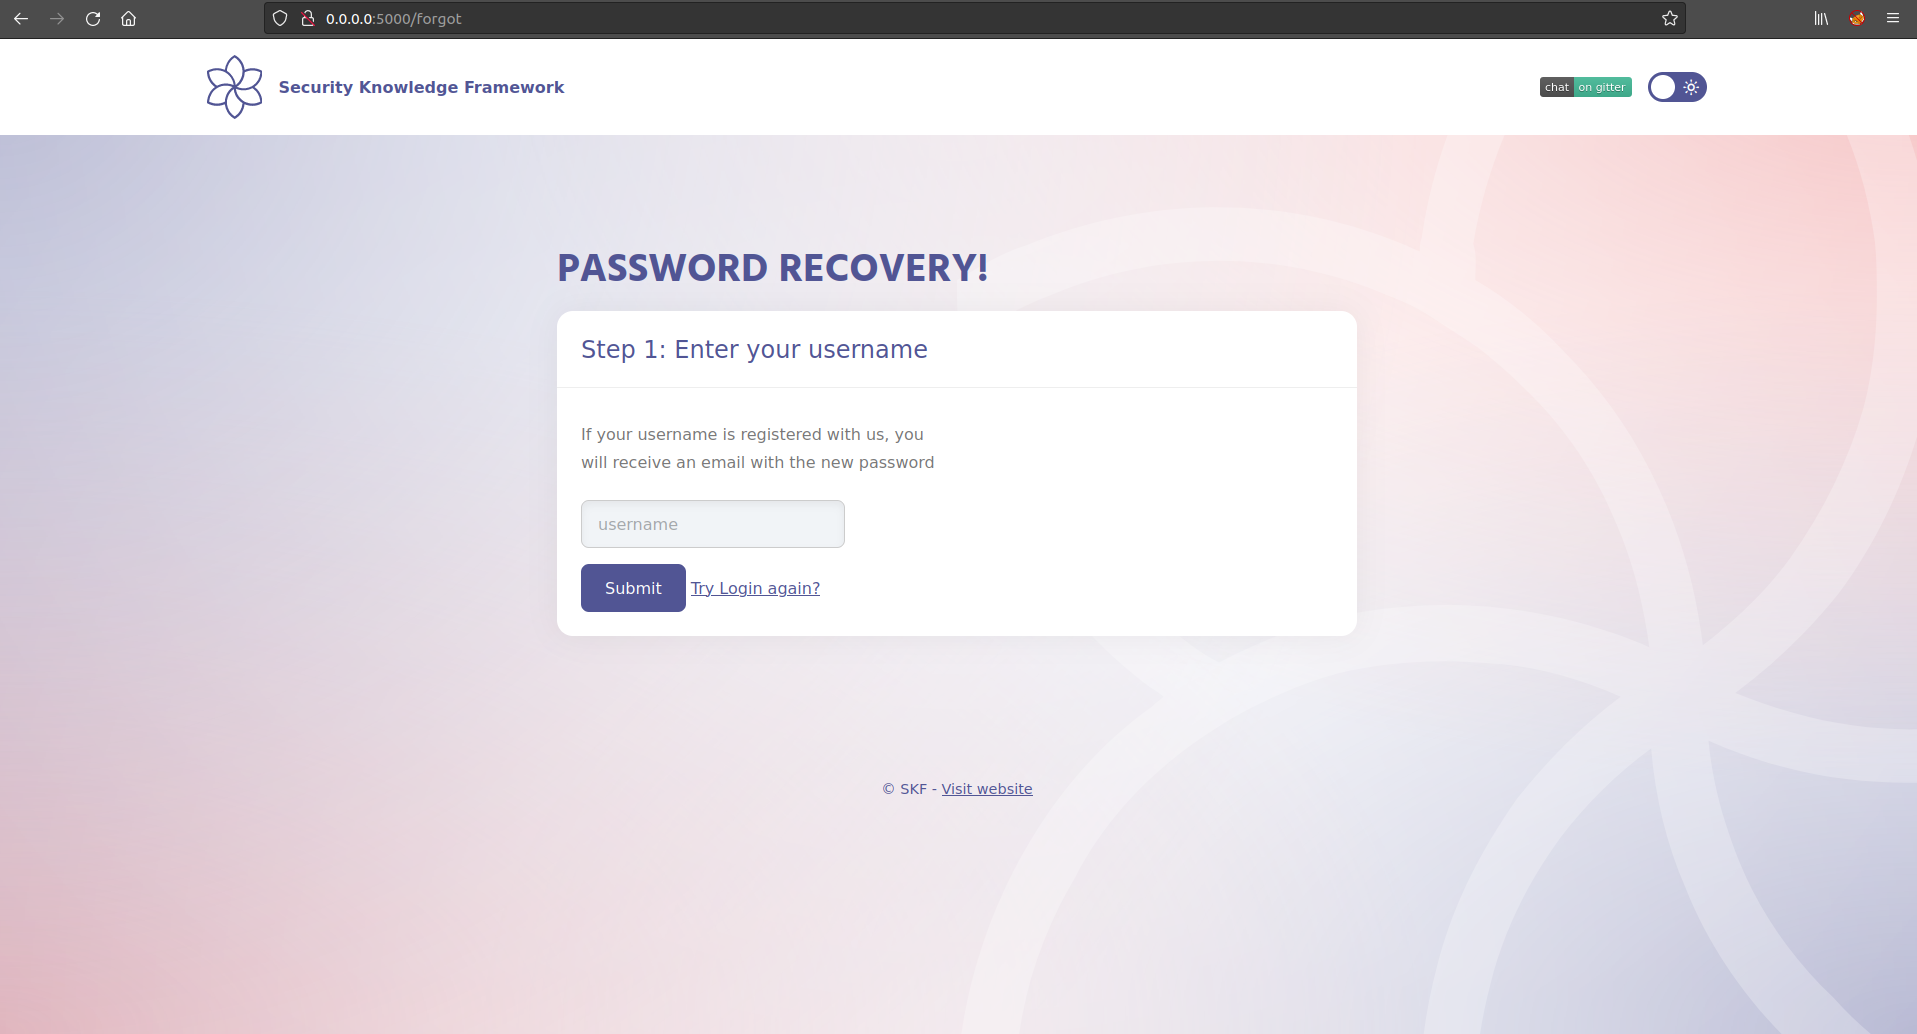 0.0.0.0:5000/forgot
Security Knowledge Framework
chat on gitter
PASSWORD RECOVERY!
Step 1: Enter your username
If your username is registered with us, you
will receive an email with the new password
username
Submit Try Login again?
© SKF - Visit website